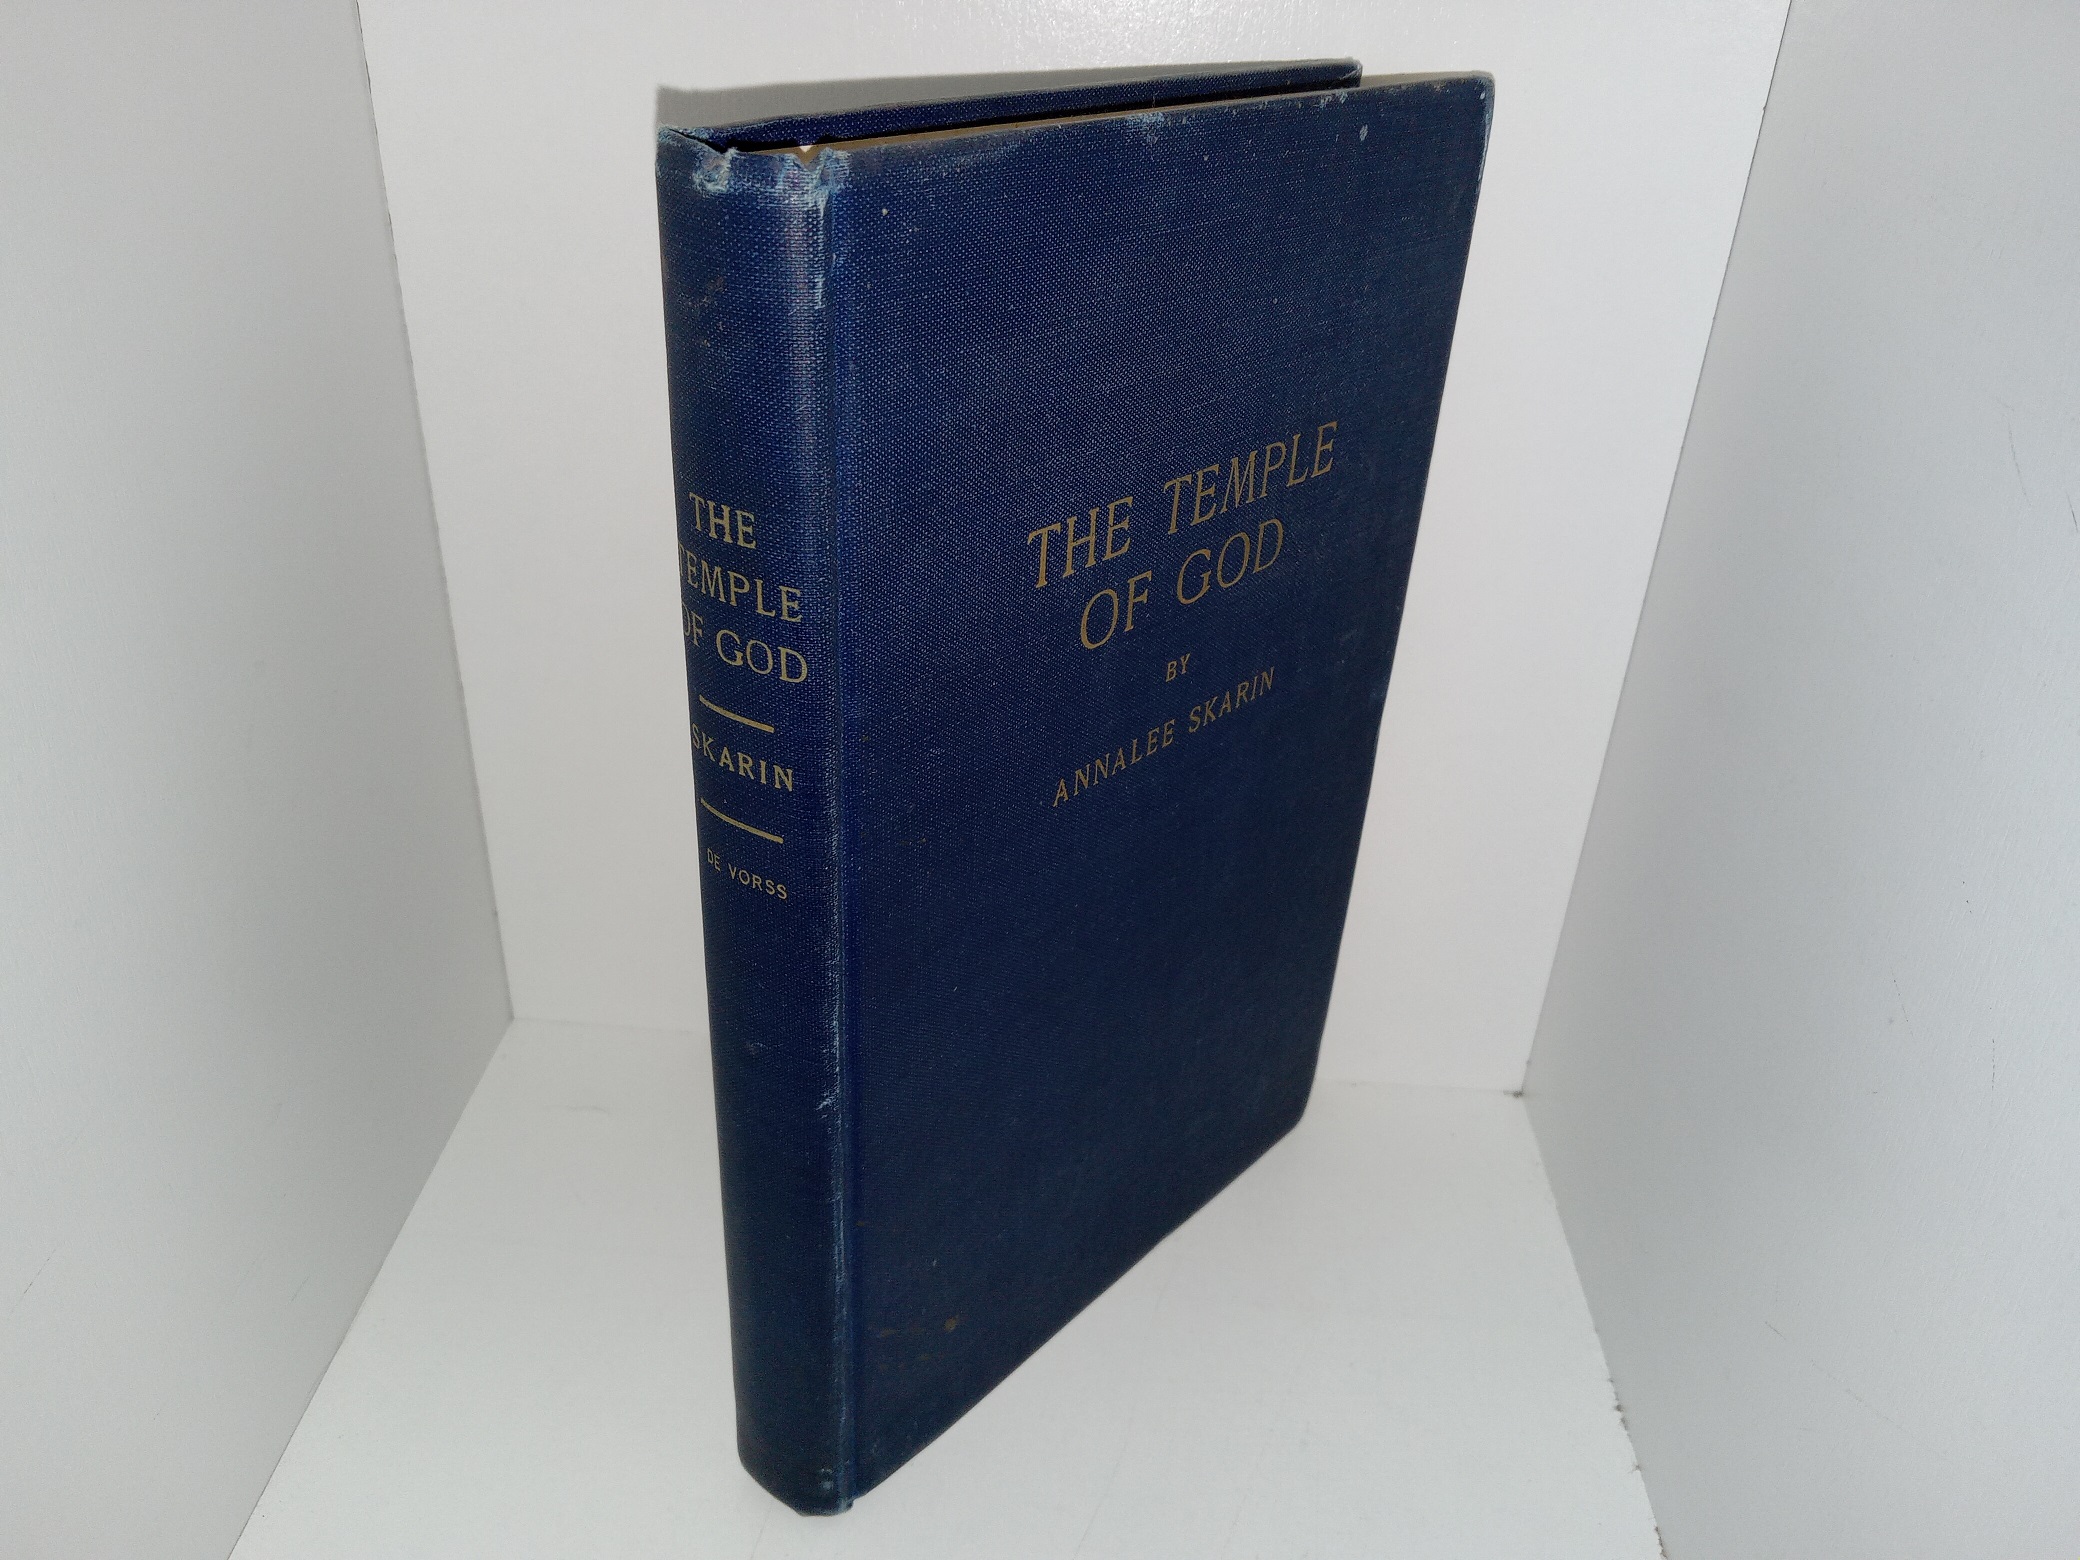 THE
TEMPLE
OF GOD
SKARIN
DE VORSS
THE TEMPLE
OF GOD
BY
ANNALEE SKARIN